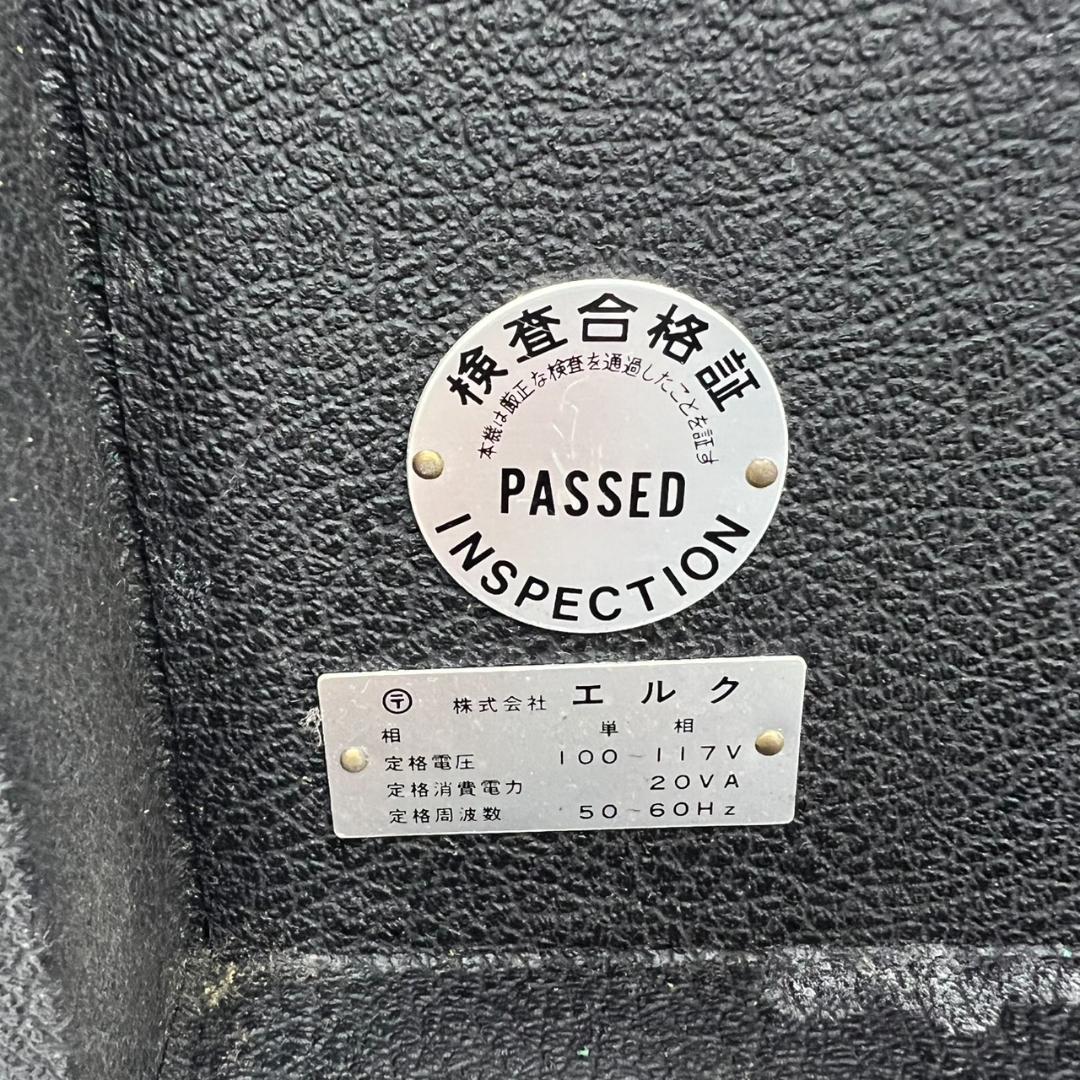 検査合格証
本機は厳正な検査を通過したことを証す
PASSED
INSPECTION
〶 株式会社 エルク
相 単相
定格電圧 100~117V
定格消費電力 20VA
定格周波数 50~60Hz